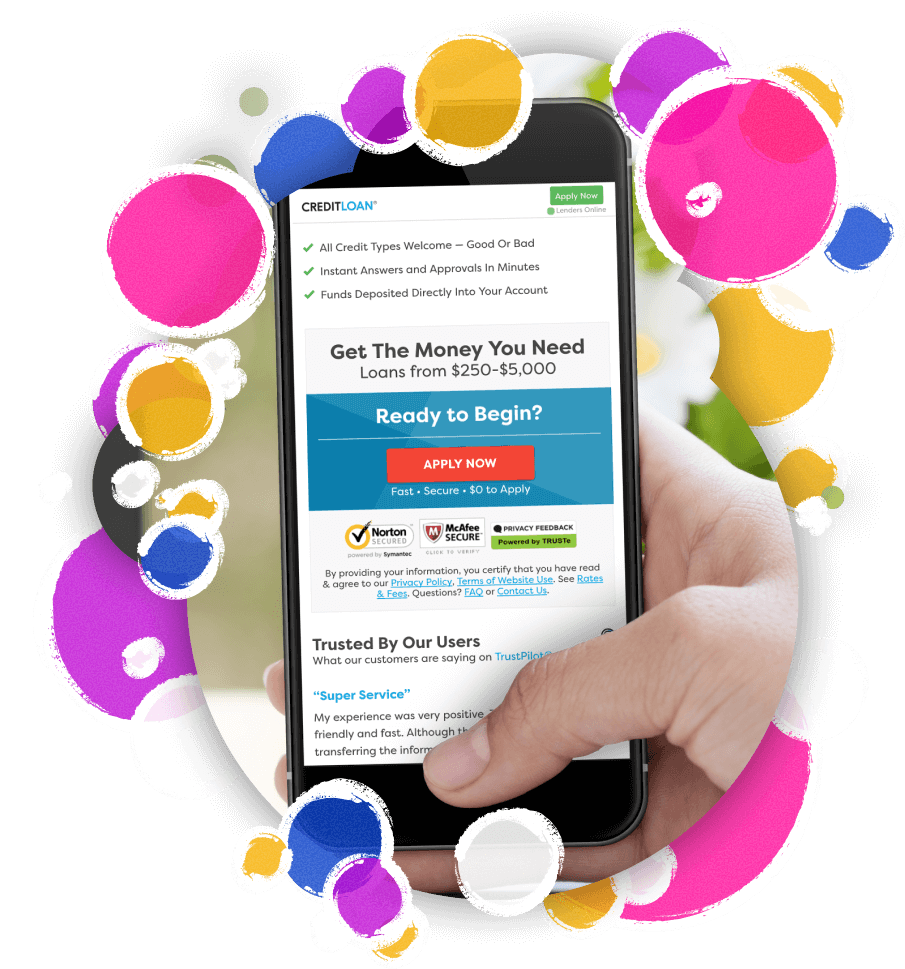 CREDITLOAN®
Apply Now
Lenders Online
All Credit Types Welcome – Good Or Bad
Instant Answers and Approvals In Minutes
Funds Deposited Directly Into Your Account
Get The Money You Need
Loans from $250-$5,000
Ready to Begin?
APPLY NOW
Fast • Secure • $0 to Apply
Norton
SECURED
powered by Symantec
McAfee
SECURE™
CLICK TO VERIFY
PRIVACY FEEDBACK
Powered by TRUSTe
By providing your information, you certify that you have read
& agree to our Privacy Policy, Terms of Website Use. See Rates
& Fees. Questions? FAQ or Contact Us.
Trusted By Our Users
What our customers are saying on TrustPilot
“Super Service”
My experience was very positive.
friendly and fast. Although
transferring the